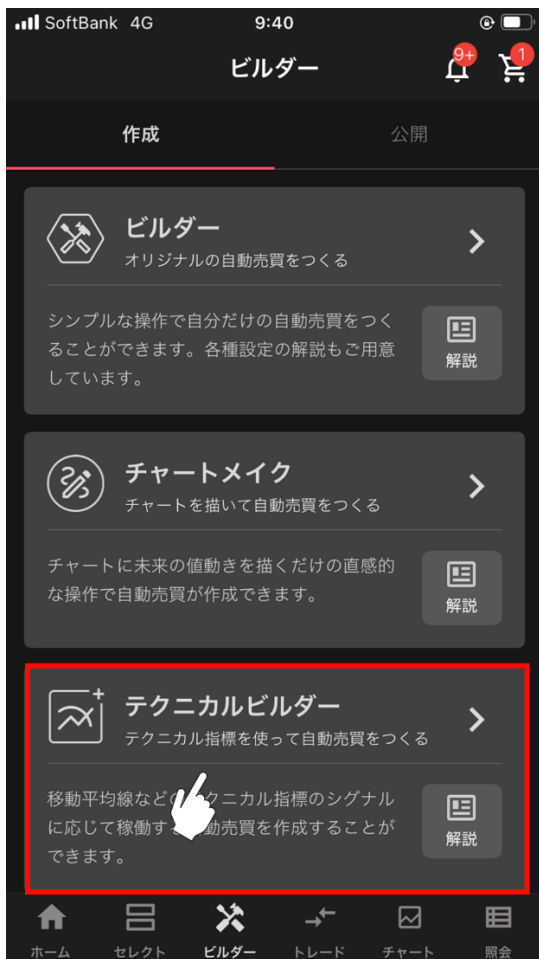 SoftBank 4G 9:40
ビルダー
9+
1
作成 公開
ビルダー
オリジナルの自動売買をつくる
シンプルな操作で自分だけの自動売買をつく
ることができます。各種設定の解説もご用意
しています。
解説
チャートメイク
チャートを描いて自動売買をつくる
チャートに未来の値動きを描くだけの直感的
な操作で自動売買が作成できます。
解説
テクニカルビルダー
テクニカル指標を使って自動売買をつくる
移動平均線などの クニカル指標のシグナル
に応じて稼働す 動売買を作成することが
できます。
解説
ホーム セレクト ビルダー トレード チャート 照会